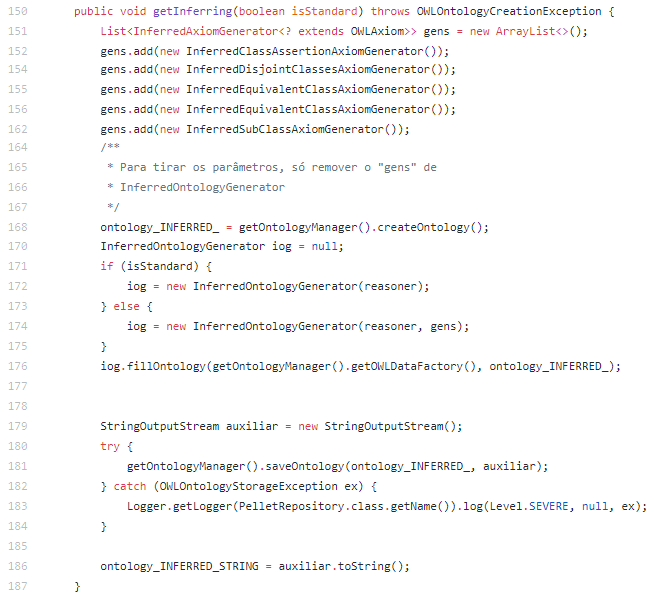 150 public void getInferring(boolean isStandard) throws OWLOntologyCreationException {
151 List<InferredAxiomGenerator<? extends OWLAxiom>> gens = new ArrayList<>();
152 gens.add(new InferredClassAssertionAxiomGenerator());
154 gens.add(new InferredDisjointClassesAxiomGenerator());
155 gens.add(new InferredEquivalentClassAxiomGenerator());
156 gens.add(new InferredEquivalentClassAxiomGenerator());
162 gens.add(new InferredSubClassAxiomGenerator());
164 /**
165 * Para tirar os parâmetros, só remover o "gens" de
166 * InferredOntologyGenerator
167 */
168 ontology_INFERRED_ = getOntologyManager().createOntology();
170 InferredOntologyGenerator iog = null;
171 if (isStandard) {
172 iog = new InferredOntologyGenerator(reasoner);
173 } else {
174 iog = new InferredOntologyGenerator(reasoner, gens);
175 }
176 iog.fillOntology(getOntologyManager().getOWLDataFactory(), ontology_INFERRED_);
177
178
179 StringOutputStream auxiliar = new StringOutputStream();
180 try {
181 getOntologyManager().saveOntology(ontology_INFERRED_, auxiliar);
182 } catch (OWLOntologyStorageException ex) {
183 Logger.getLogger(PelletRepository.class.getName()).log(Level.SEVERE, null, ex);
184 }
185
186 ontology_INFERRED_STRING = auxiliar.toString();
187 }